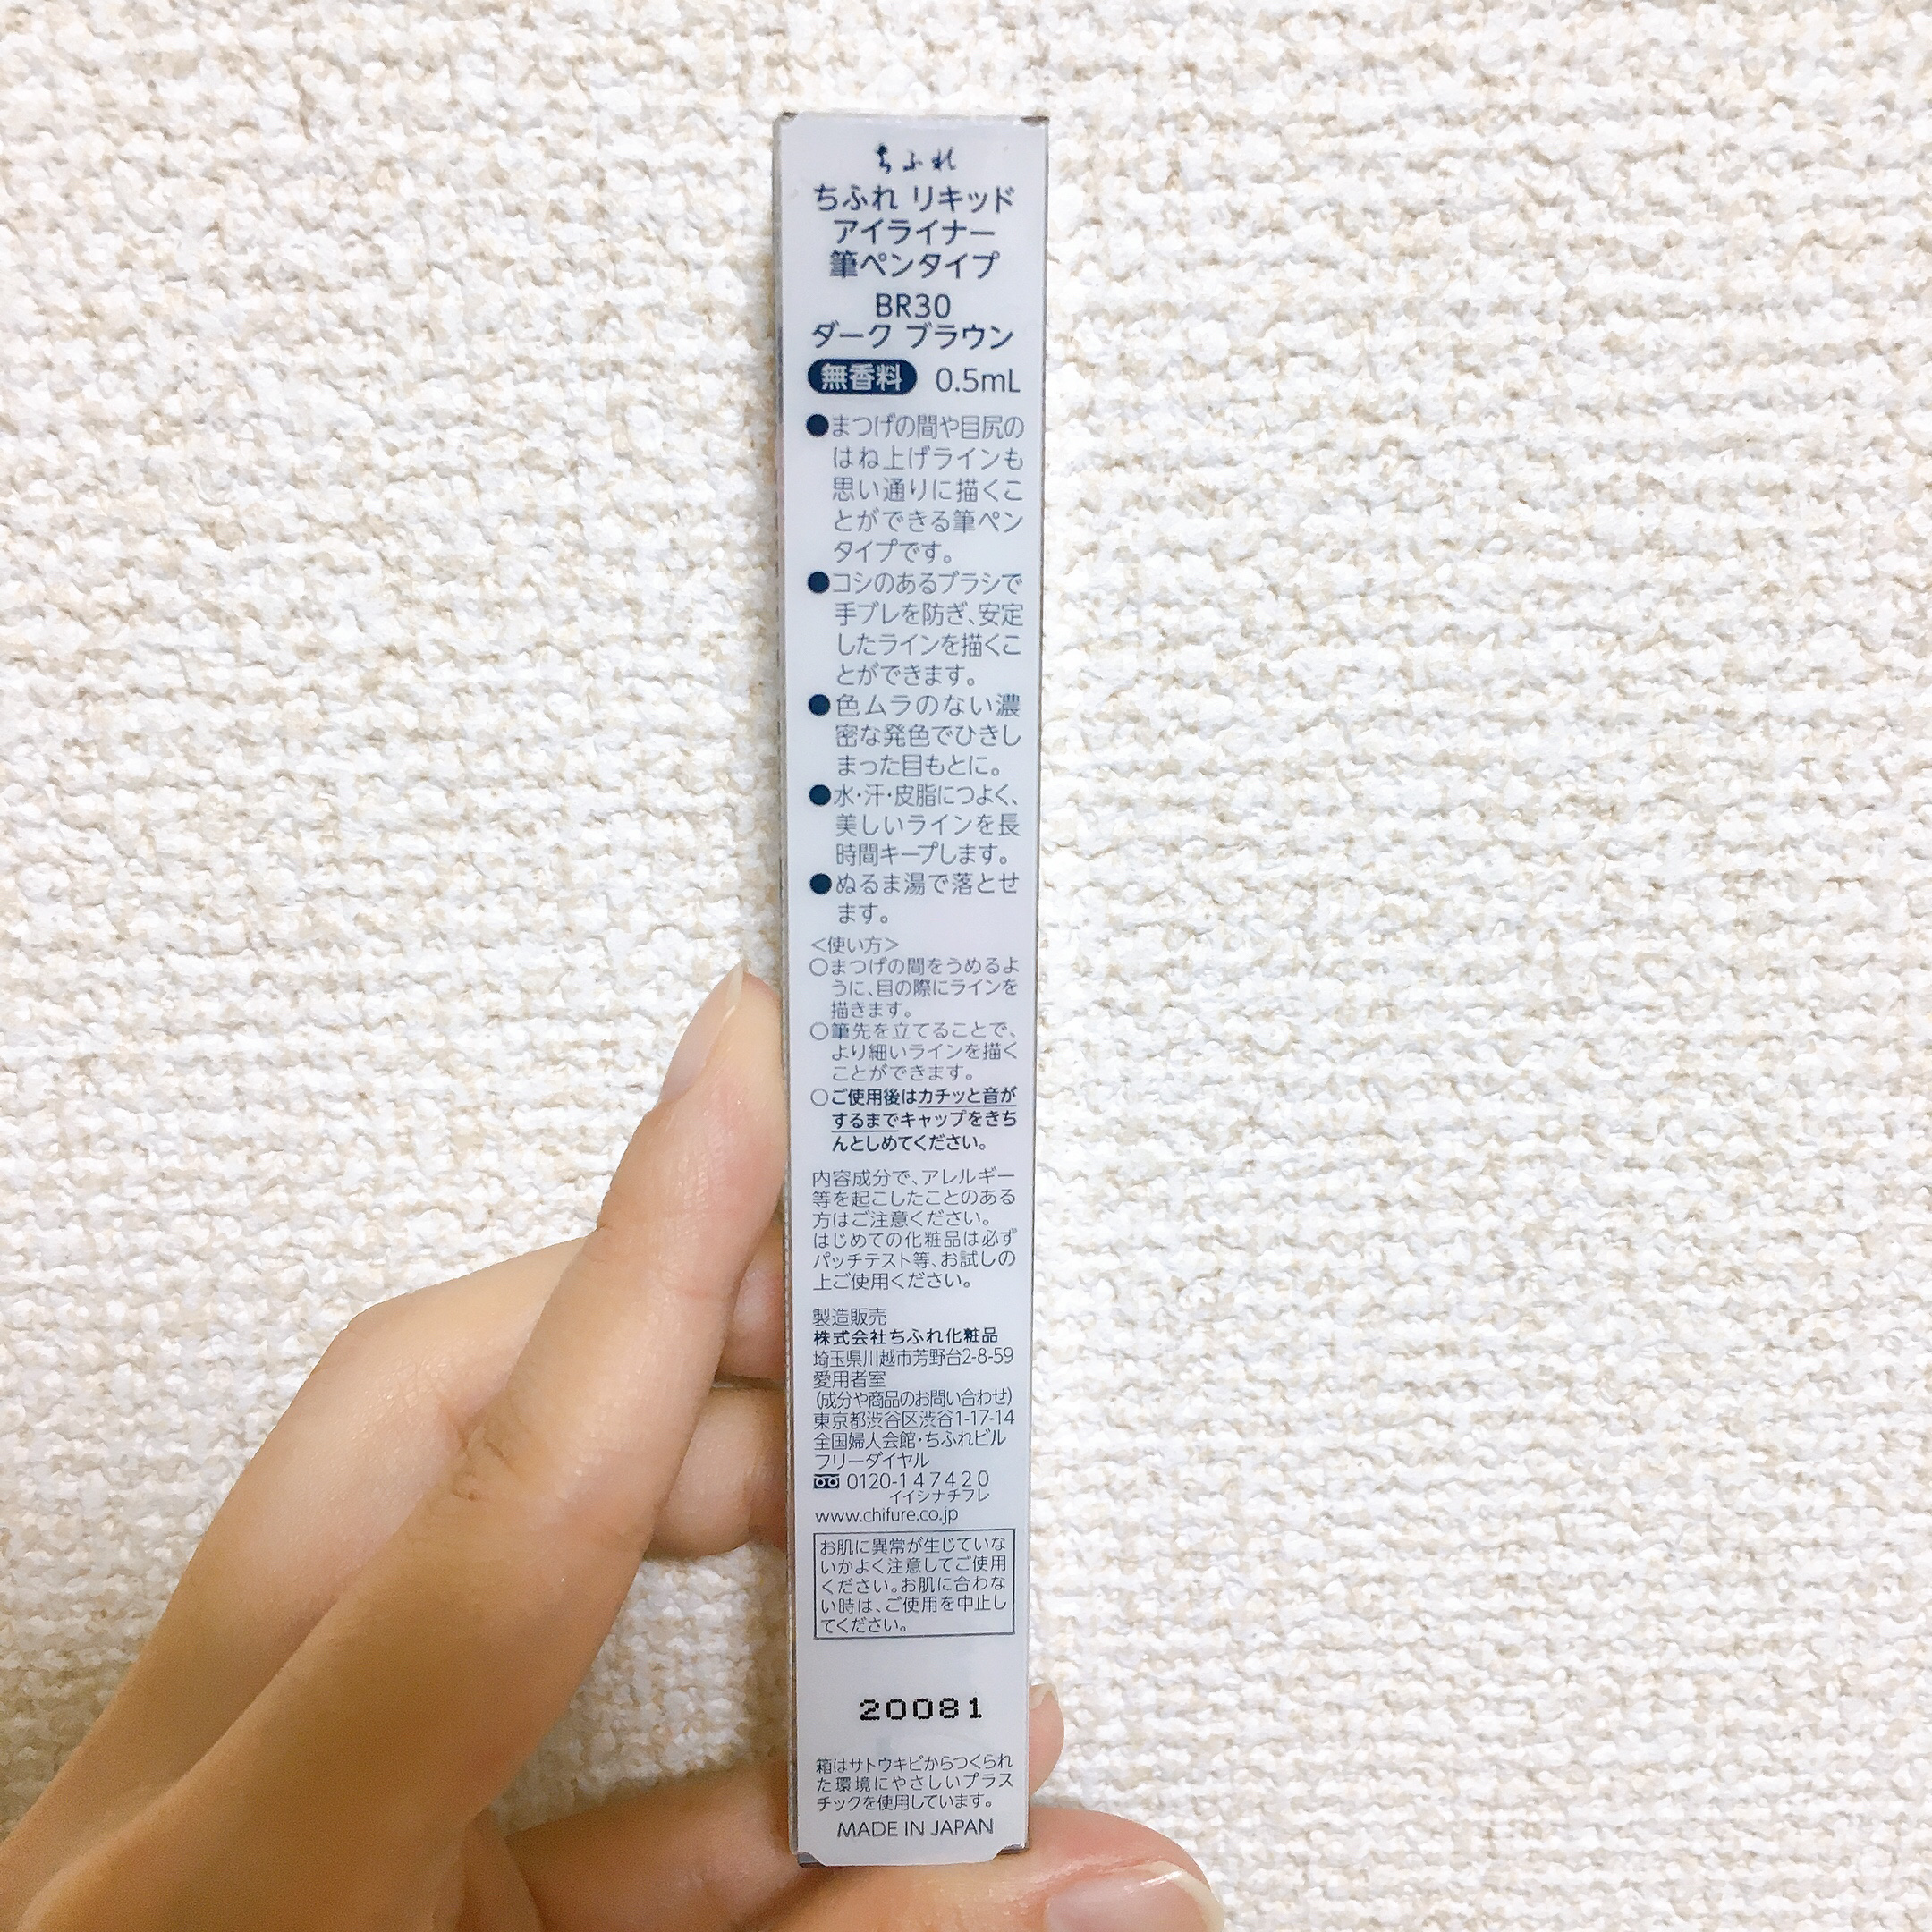 ちふれ
ちふれ リキッド
アイライナー
筆ペンタイプ
BR30
ダーク ブラウン
無香料 0.5mL
●まつげの間や目尻の
はね上げラインも
思い通りに描くこ
とができる筆ペン
タイプです。
●コシのあるブラシで
手ブレを防ぎ、安定
したラインを描くこ
とができます。
●色ムラのない濃
密な発色でひきし
まった目もとに。
●水・汗・皮脂につよく、
美しいラインを長
時間キープします。
●ぬるま湯で落とせ
ます。
＜使い方＞
○まつげの間をうめるよ
うに、目の際にラインを
描きます。
○筆先を立てることで、
より細いラインを描く
ことができます。
○ご使用後はカチッと音が
するまでキャップをきち
んとしめてください。
内容成分で、アレルギー
等を起こしたことのある
方はご注意ください。
はじめての化粧品は必ず
パッチテスト等、お試しの
上ご使用ください。
製造販売
株式会社ちふれ化粧品
埼玉県川越市芳野台2-8-59
愛用者室
(成分や商品のお問い合わせ)
東京都渋谷区渋谷1-17-14
全国婦人会館・ちふれビル
フリーダイヤル
0120-147420
イイシナチフレ
www.chifure.co.jp
お肌に異常が生じていな
いかよく注意してご使用
ください。お肌に合わな
い時は、ご使用を中止し
てください。
20081
箱はサトウキビからつくられ
た環境にやさしいプラス
チックを使用しています。
MADE IN JAPAN